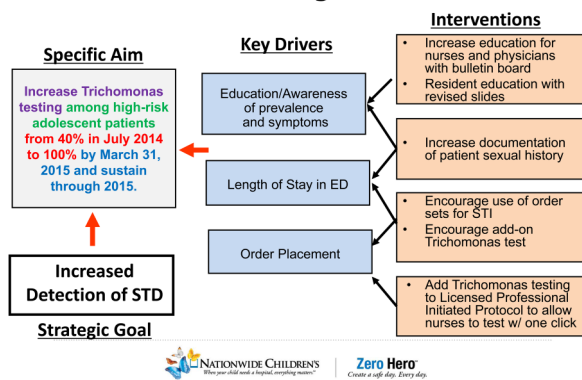 Specific Aim
Increase Trichomonas
testing among high-risk
adolescent patients
from 40% in July 2014
to 100% by March 31,
2015 and sustain
through 2015.
Increased
Detection of STD
Strategic Goal
Key Drivers
Education/Awareness
of prevalence
and symptoms
Length of Stay in ED
Order Placement
Interventions
• Increase education for
nurses and physicians
with bulletin board
• Resident education with
revised slides
• Increase documentation
of patient sexual history
• Encourage use of order
sets for STI
• Encourage add-on
Trichomonas test
• Add Trichomonas testing
to Licensed Professional
Initiated Protocol to allow
nurses to test w/ one click
NATIONWIDE CHILDREN'S
When your child needs a hospital, everything matters.
Zero Hero
Create a safe day. Every day.